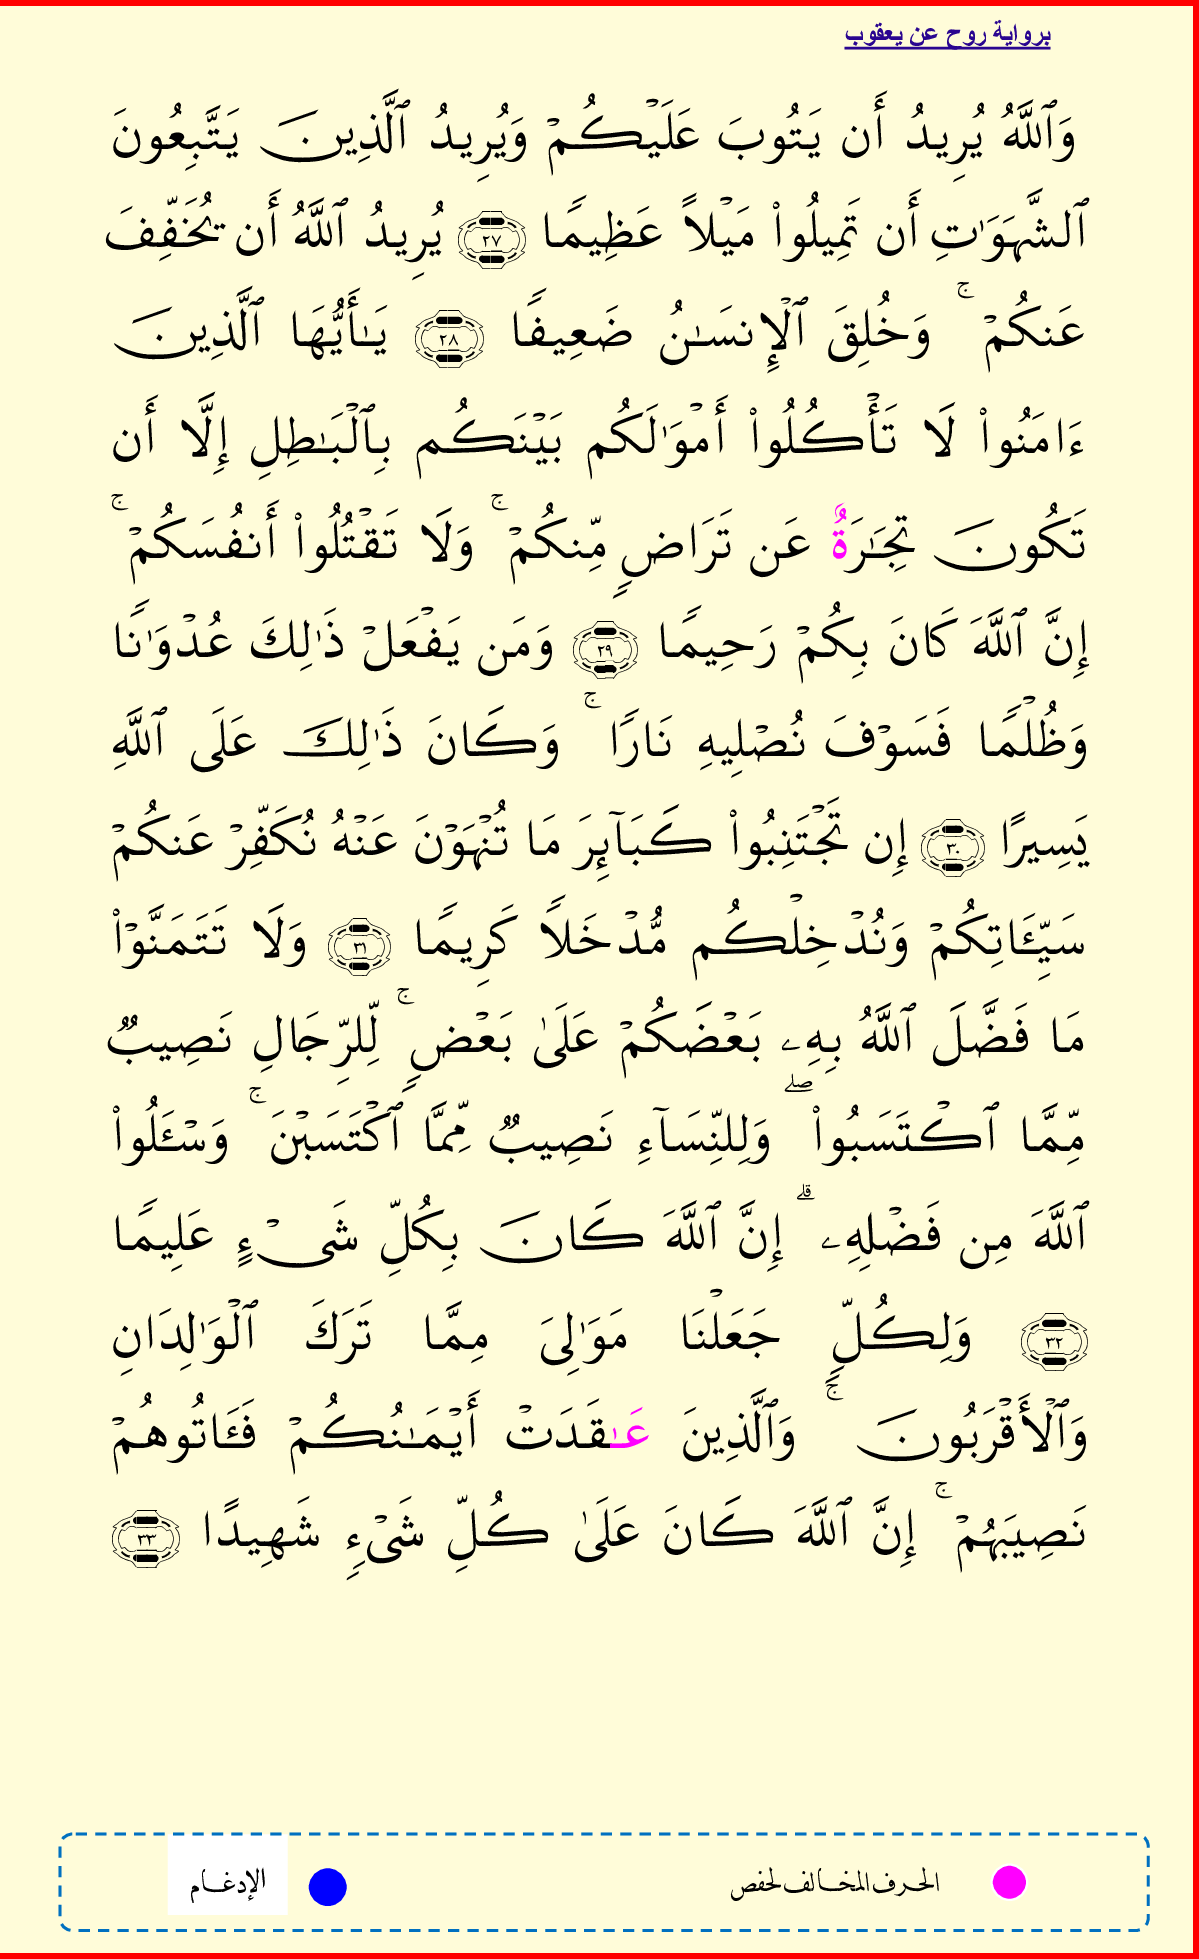 برواية روح عن يعقوب
وَٱللَّهُ يُرِيدُ أَن يَتُوبَ عَلَيۡكُمۡ وَيُرِيدُ ٱلَّذِينَ يَتَّبِعُونَ
ٱلشَّهَوَٰتِ أَن تَمِيلُواْ مَيۡلًا عَظِيمًا ٢٧ يُرِيدُ ٱللَّهُ أَن يُخَفِّفَ
عَنكُمۡۚ وَخُلِقَ ٱلۡإِنسَٰنُ ضَعِيفًا ٢٨ يَٰأَيُّهَا ٱلَّذِينَ
ءَامَنُواْ لَا تَأۡكُلُواْ أَمۡوَٰلَكُم بَيۡنَكُم بِٱلۡبَٰطِلِ إِلَّا أَن
تَكُونَ تِجَٰرَةٌ عَن تَرَاضٍ مِّنكُمۡۚ وَلَا تَقۡتُلُواْ أَنفُسَكُمۡۚ
إِنَّ ٱللَّهَ كَانَ بِكُمۡ رَحِيمًا ٢٩ وَمَن يَفۡعَلۡ ذَٰلِكَ عُدۡوَٰنًا
وَظُلۡمًا فَسَوۡفَ نُصۡلِيهِ نَارًاۚ وَكَانَ ذَٰلِكَ عَلَى ٱللَّهِ
يَسِيرًا ٣٠ إِن تَجۡتَنِبُواْ كَبَآئِرَ مَا تُنۡهَوۡنَ عَنۡهُ نُكَفِّرۡ عَنكُمۡ
سَيِّـَٔاتِكُمۡ وَنُدۡخِلۡكُم مُّدۡخَلًا كَرِيمًا ٣١ وَلَا تَتَمَنَّوۡاْ
مَا فَضَّلَ ٱللَّهُ بِهِۦ بَعۡضَكُمۡ عَلَىٰ بَعۡضٍۚ لِّلرِّجَالِ نَصِيبٌ
مِّمَّا ٱكۡتَسَبُواْۖ وَلِلنِّسَآءِ نَصِيبٌ مِّمَّا ٱكۡتَسَبۡنَۚ وَسۡـَٔلُواْ
ٱللَّهَ مِن فَضۡلِهِۦۗ إِنَّ ٱللَّهَ كَانَ بِكُلِّ شَيۡءٍ عَلِيمًا
٣٢ وَلِكُلٍّ جَعَلۡنَا مَوَٰلِيَ مِمَّا تَرَكَ ٱلۡوَٰلِدَانِ
وَٱلۡأَقۡرَبُونَۚ وَٱلَّذِينَ عَٰقَدَتۡ أَيۡمَٰنُكُمۡ فَـَٔاتُوهُمۡ
نَصِيبَهُمۡۚ إِنَّ ٱللَّهَ كَانَ عَلَىٰ كُلِّ شَيۡءٍ شَهِيدًا ٣٣
الحرف المخالف لحفص
الإدغام